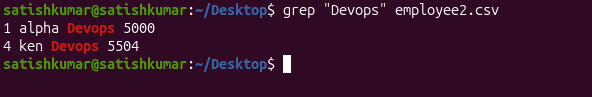 satishkumar@satishkumar:~/Desktop$ grep "Devops" employee2.csv
1 alpha Devops 5000
4 ken Devops 5504
satishkumar@satishkumar:~/Desktop$